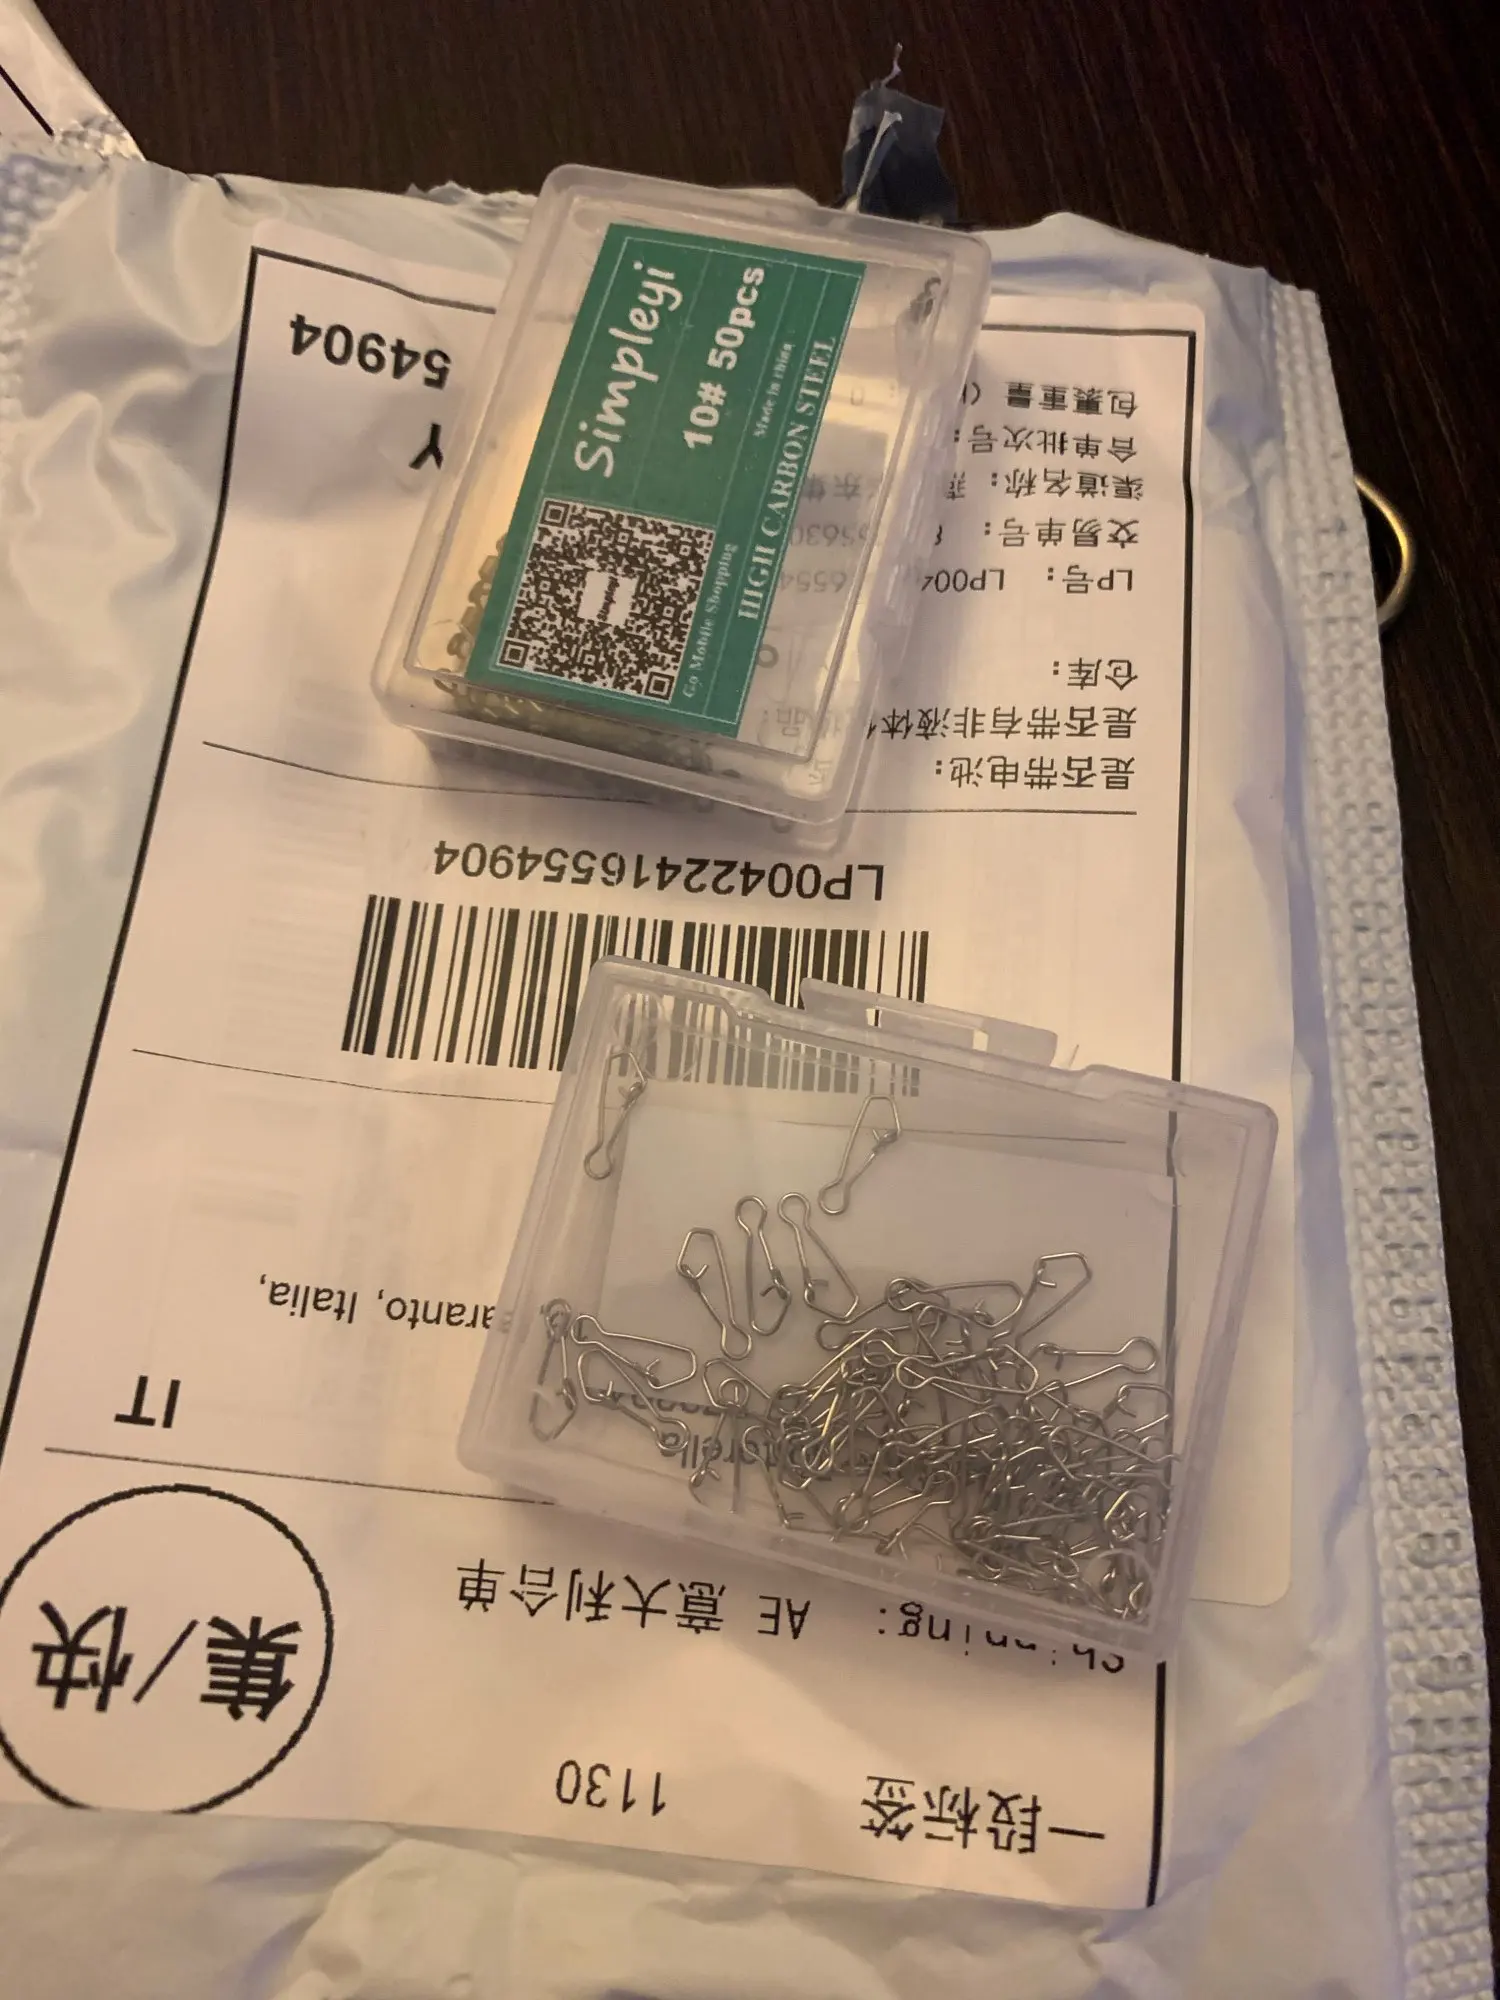 Simpleyi
10# 50pcs
Made in china
HIGH CARBON STEEL
Go Mobile Shopping
一段标签
1130
集/快
Shipping: AE 意大利合单
IT
aranto, Italia,
LP00422416554904
是否带电池:
是否带有非液体
仓库:
LP号: LP004
交易单号:
渠道名称:
合单批次号:
包裹重量
Y
54904